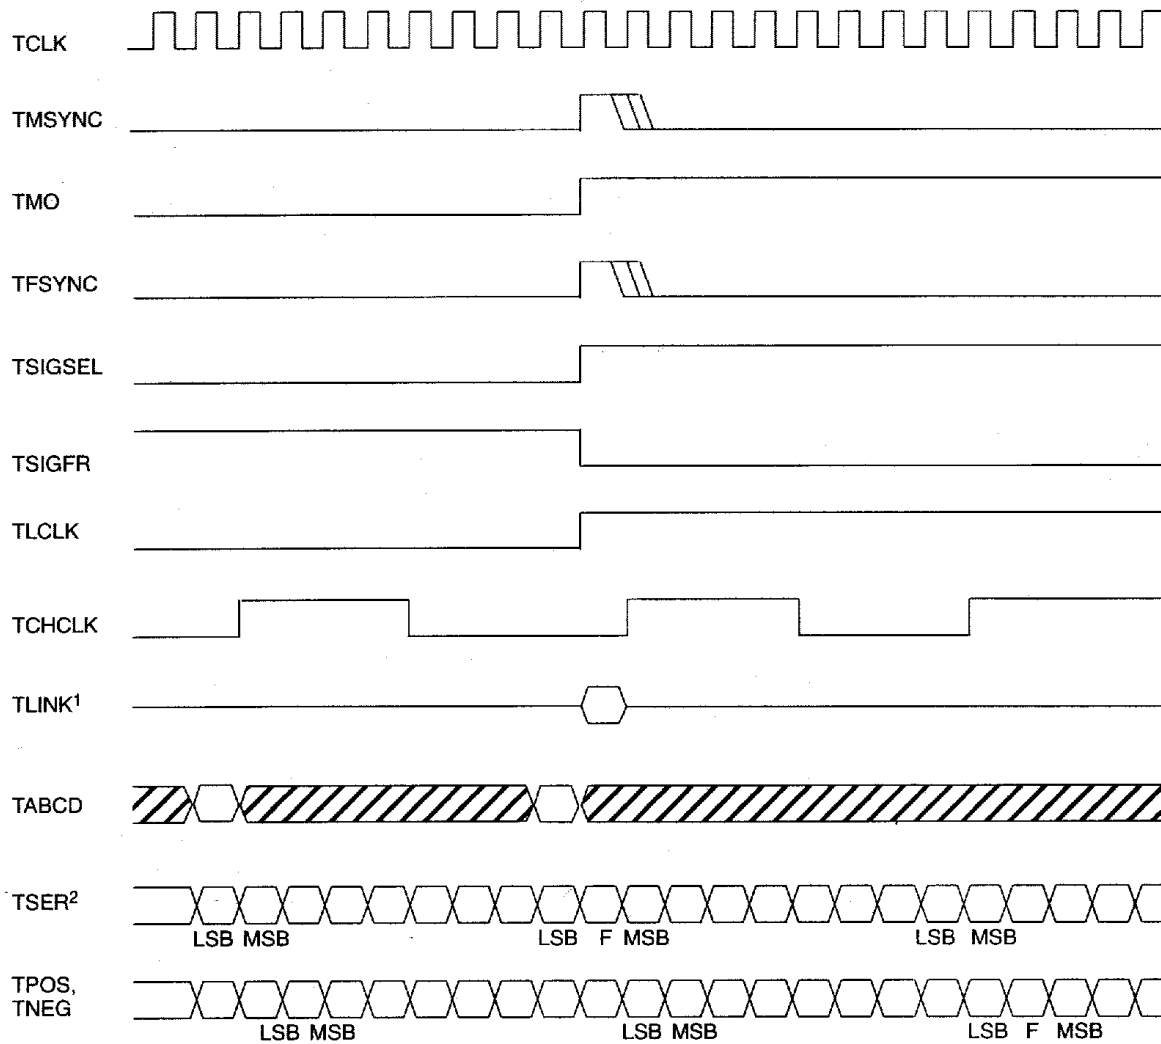 TCLK
TMSYNC
TMO
TFSYNC
TSIGSEL
TSIGFR
TLCLK
TCHCLK
TLINK1
TABCD
TSER2
LSB MSB LSB F MSB LSB MSB
TPOS,
TNEG
LSB MSB LSB MSB LSB F MSB